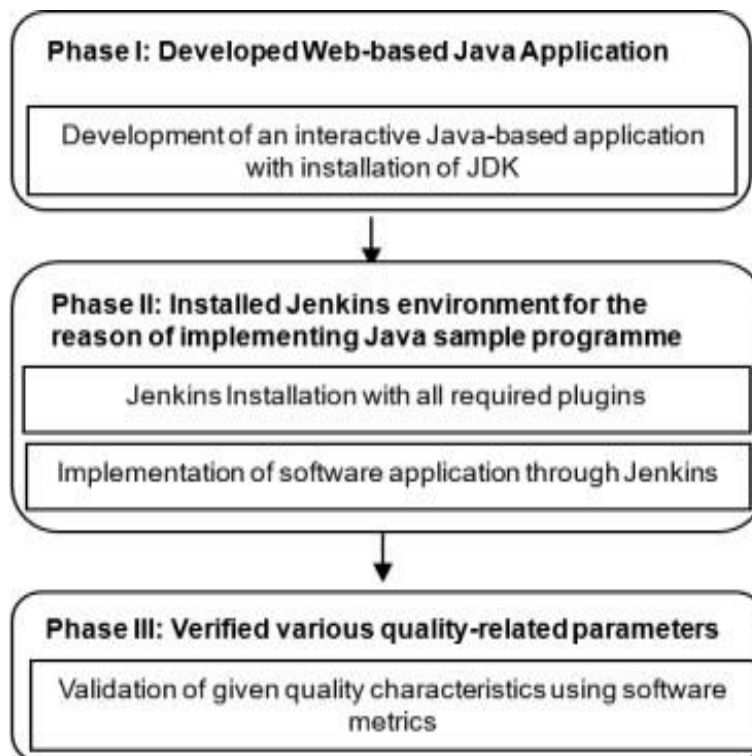 Phase I: Developed Web-based Java Application
Development of an interactive Java-based application
with installation of JDK
Phase II: Installed Jenkins environment for the
reason of implementing Java sample programme
Jenkins Installation with all required plugins
Implementation of software application through Jenkins
Phase III: Verified various quality-related parameters
Validation of given quality characteristics using software
metrics